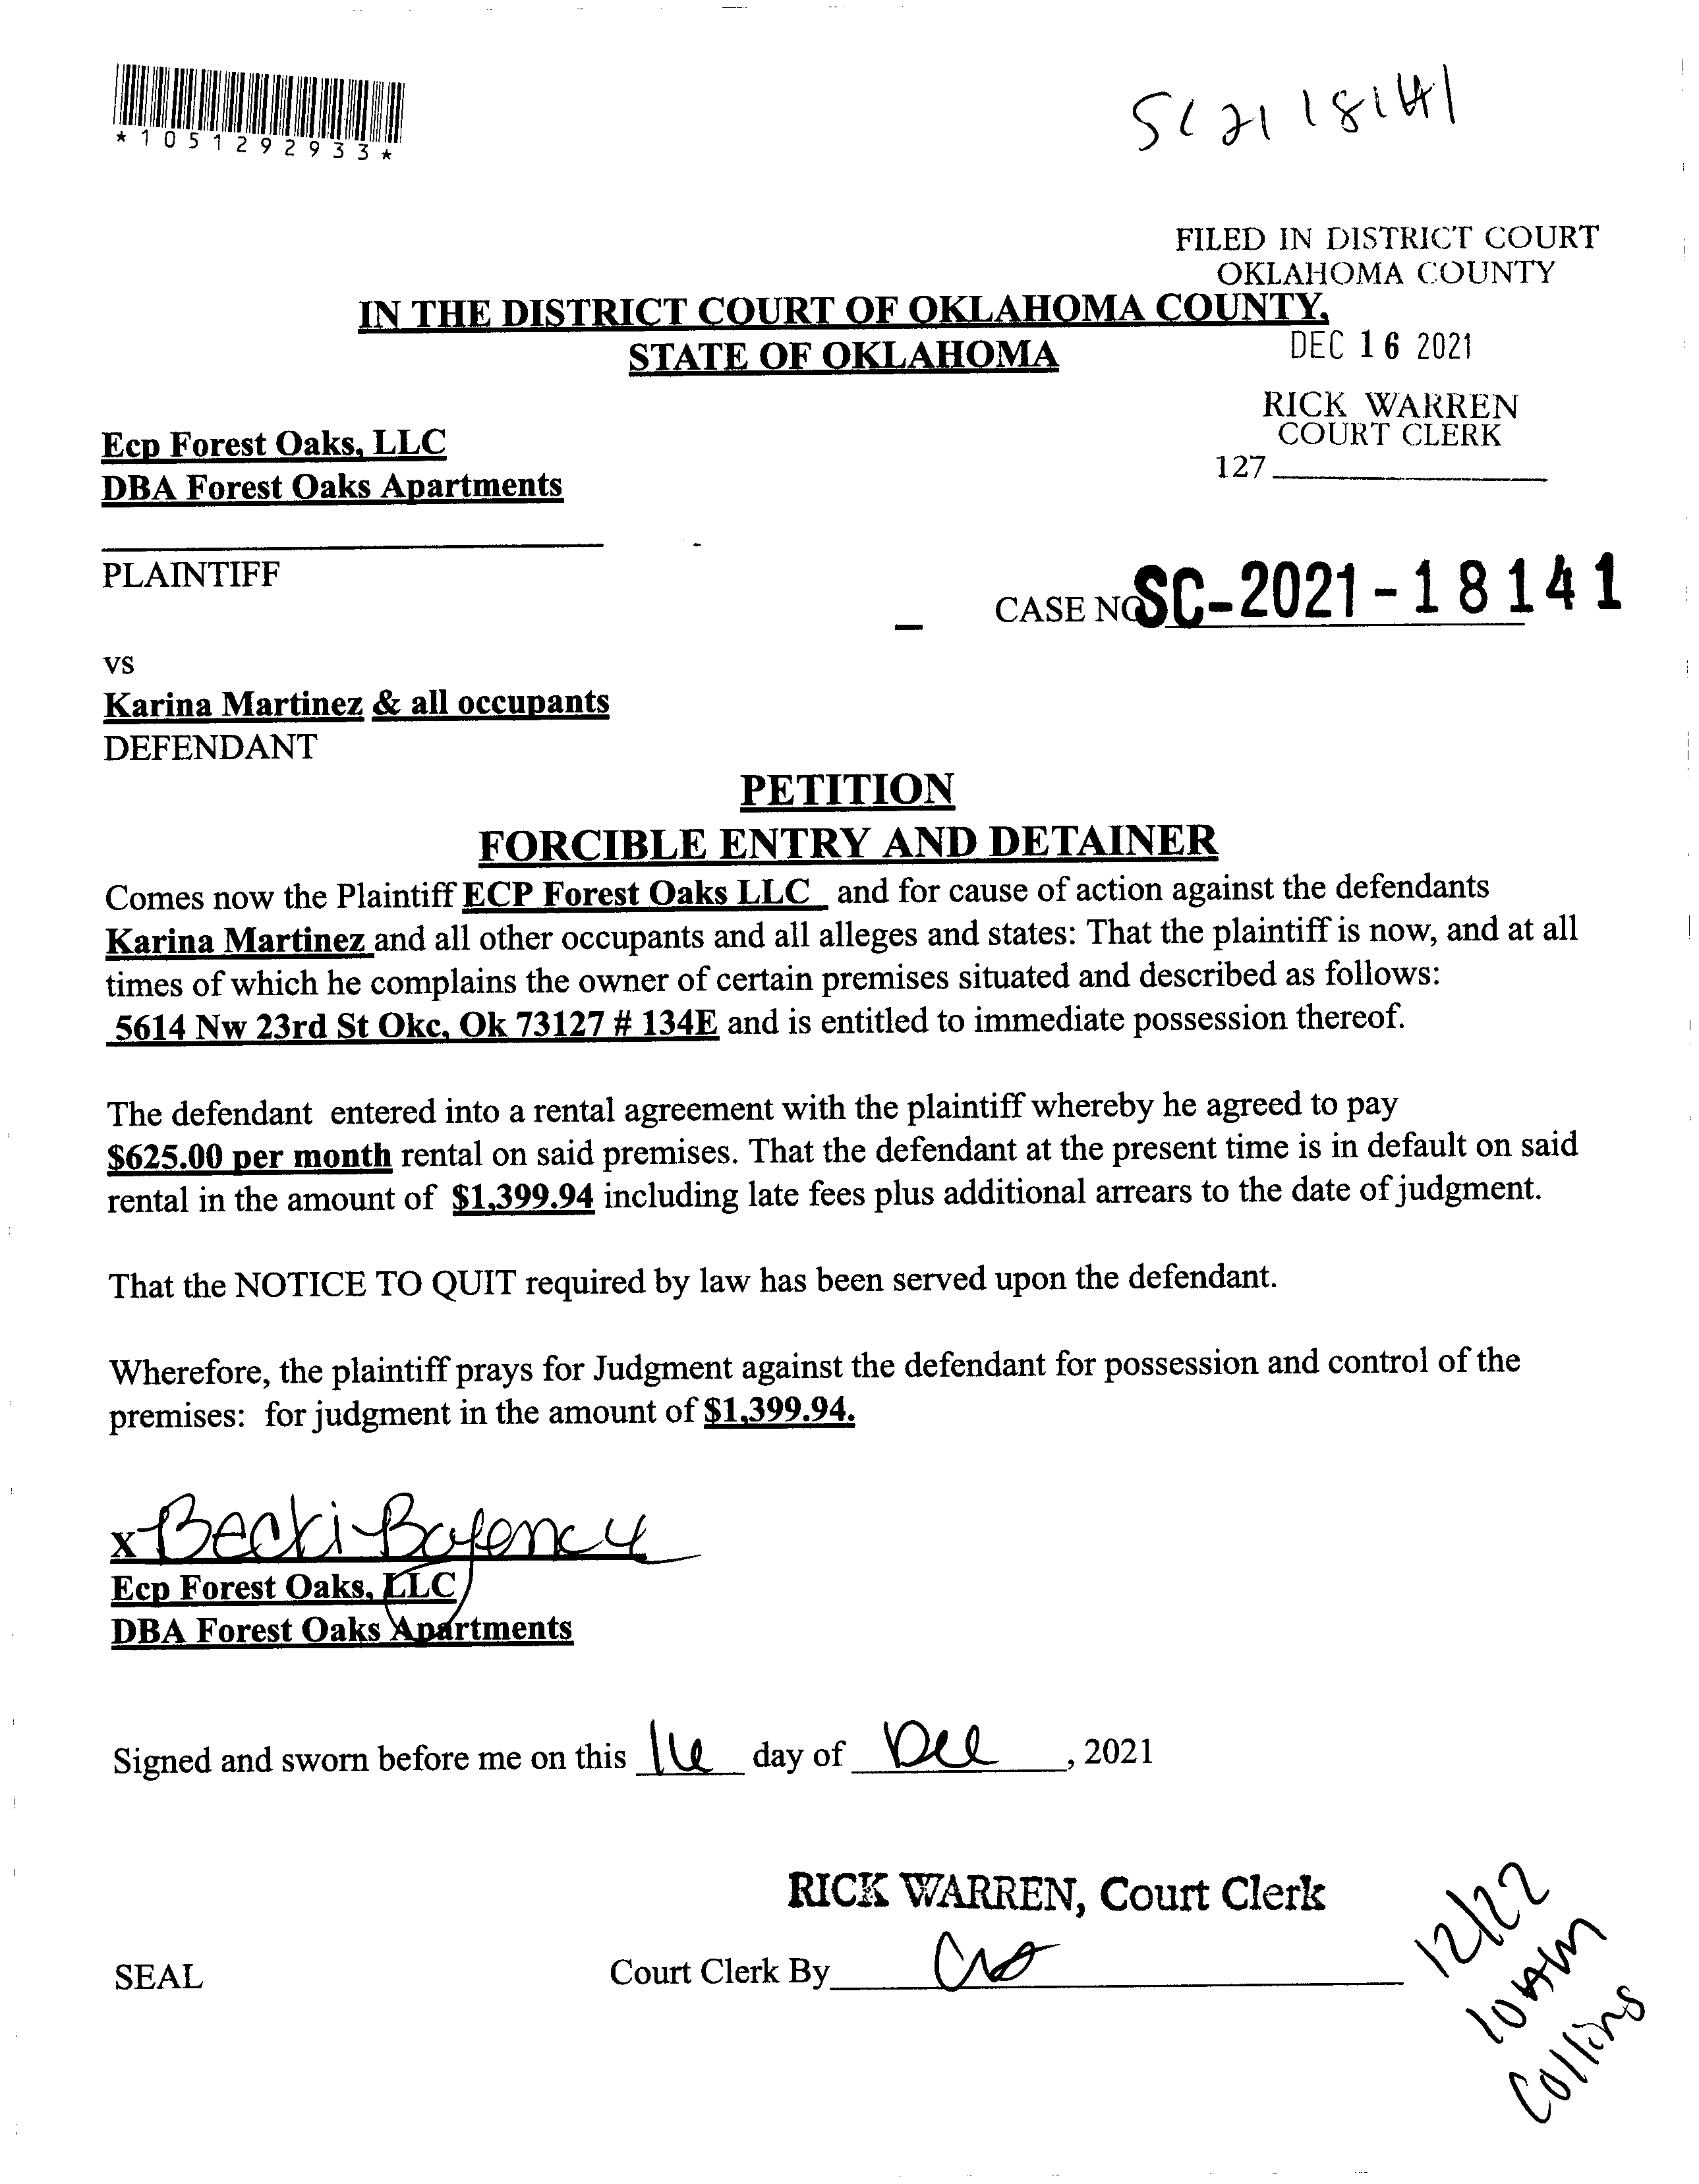 *1051292933*
SC 21 18141
FILED IN DISTRICT COURT
OKLAHOMA COUNTY
IN THE DISTRICT COURT OF OKLAHOMA COUNTY,
STATE OF OKLAHOMA
DEC 16 2021
RICK WARREN
COURT CLERK
127
Ecp Forest Oaks, LLC
DBA Forest Oaks Apartments
PLAINTIFF
CASE NO SC-2021-18141
vs
Karina Martinez & all occupants
DEFENDANT
PETITION
FORCIBLE ENTRY AND DETAINER
Comes now the Plaintiff ECP Forest Oaks LLC and for cause of action against the defendants
Karina Martinez and all other occupants and all alleges and states: That the plaintiff is now, and at all
times of which he complains the owner of certain premises situated and described as follows:
5614 Nw 23rd St Okc, Ok 73127 # 134E and is entitled to immediate possession thereof.
The defendant entered into a rental agreement with the plaintiff whereby he agreed to pay
$625.00 per month rental on said premises. That the defendant at the present time is in default on said
rental in the amount of $1,399.94 including late fees plus additional arrears to the date of judgment.
That the NOTICE TO QUIT required by law has been served upon the defendant.
Wherefore, the plaintiff prays for Judgment against the defendant for possession and control of the
premises: for judgment in the amount of $1,399.94.
x Becki
Ecp Forest Oaks, LLC
DBA Forest Oaks Apartments
Signed and sworn before me on this 16 day of Dec, 2021
RICK WARREN, Court Clerk
SEAL
Court Clerk By
12/22
10AM
Collins